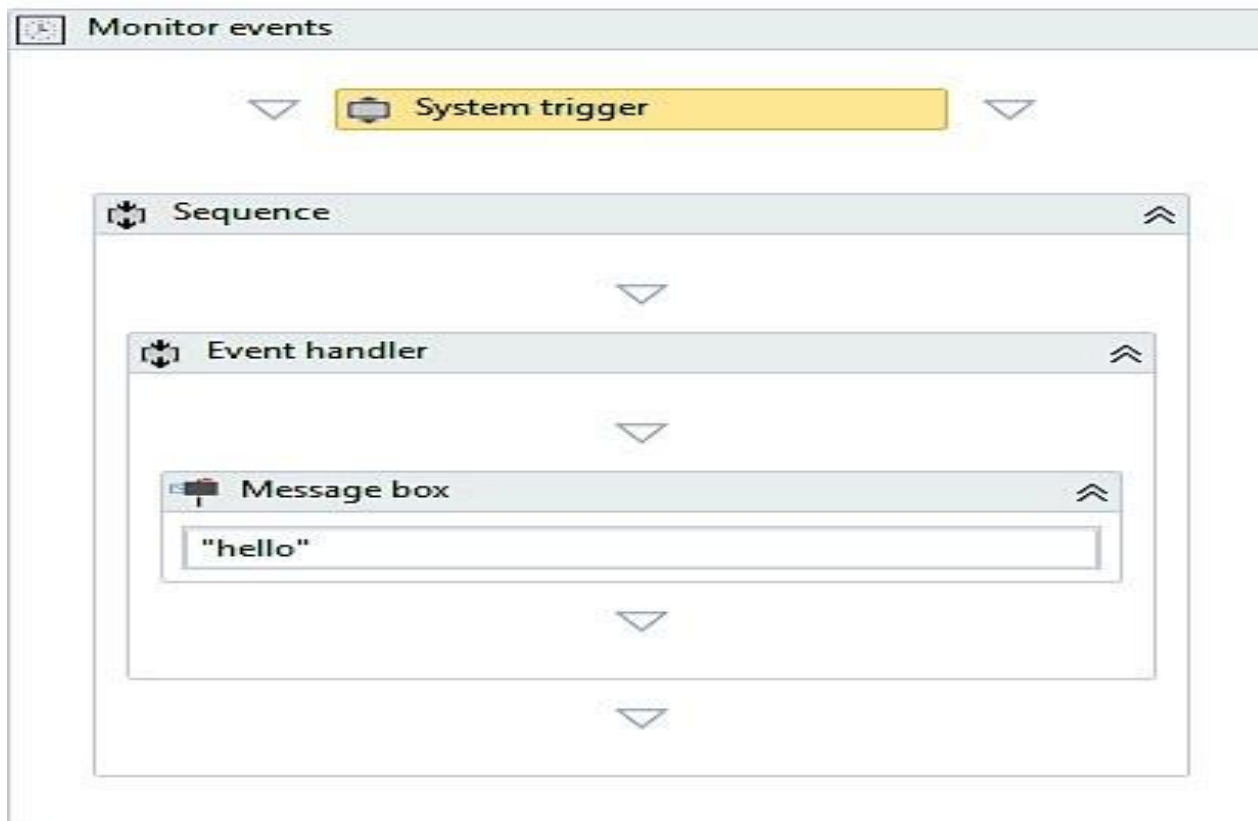 Monitor events
System trigger
Sequence
Event handler
Message box
"hello"